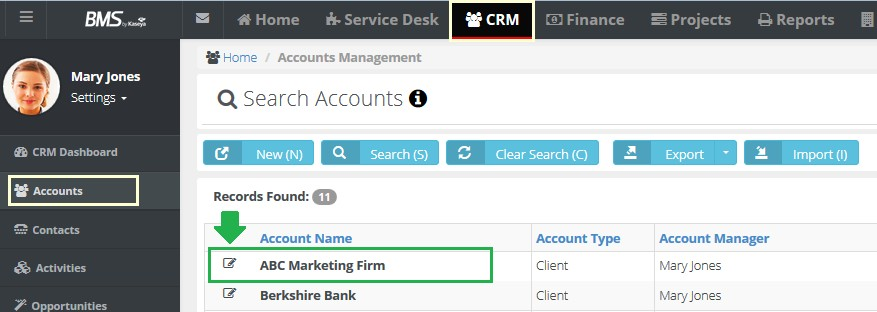 BMS by Kaseya
Home Service Desk CRM Finance Projects Reports
Mary Jones
Settings
Home / Accounts Management
Search Accounts
CRM Dashboard
New (N) Search (S) Clear Search (C) Export Import (I)
Accounts
Records Found: 11
Contacts
Account Name Account Type Account Manager
Activities
ABC Marketing Firm Client Mary Jones
Berkshire Bank Client Mary Jones
Opportunities